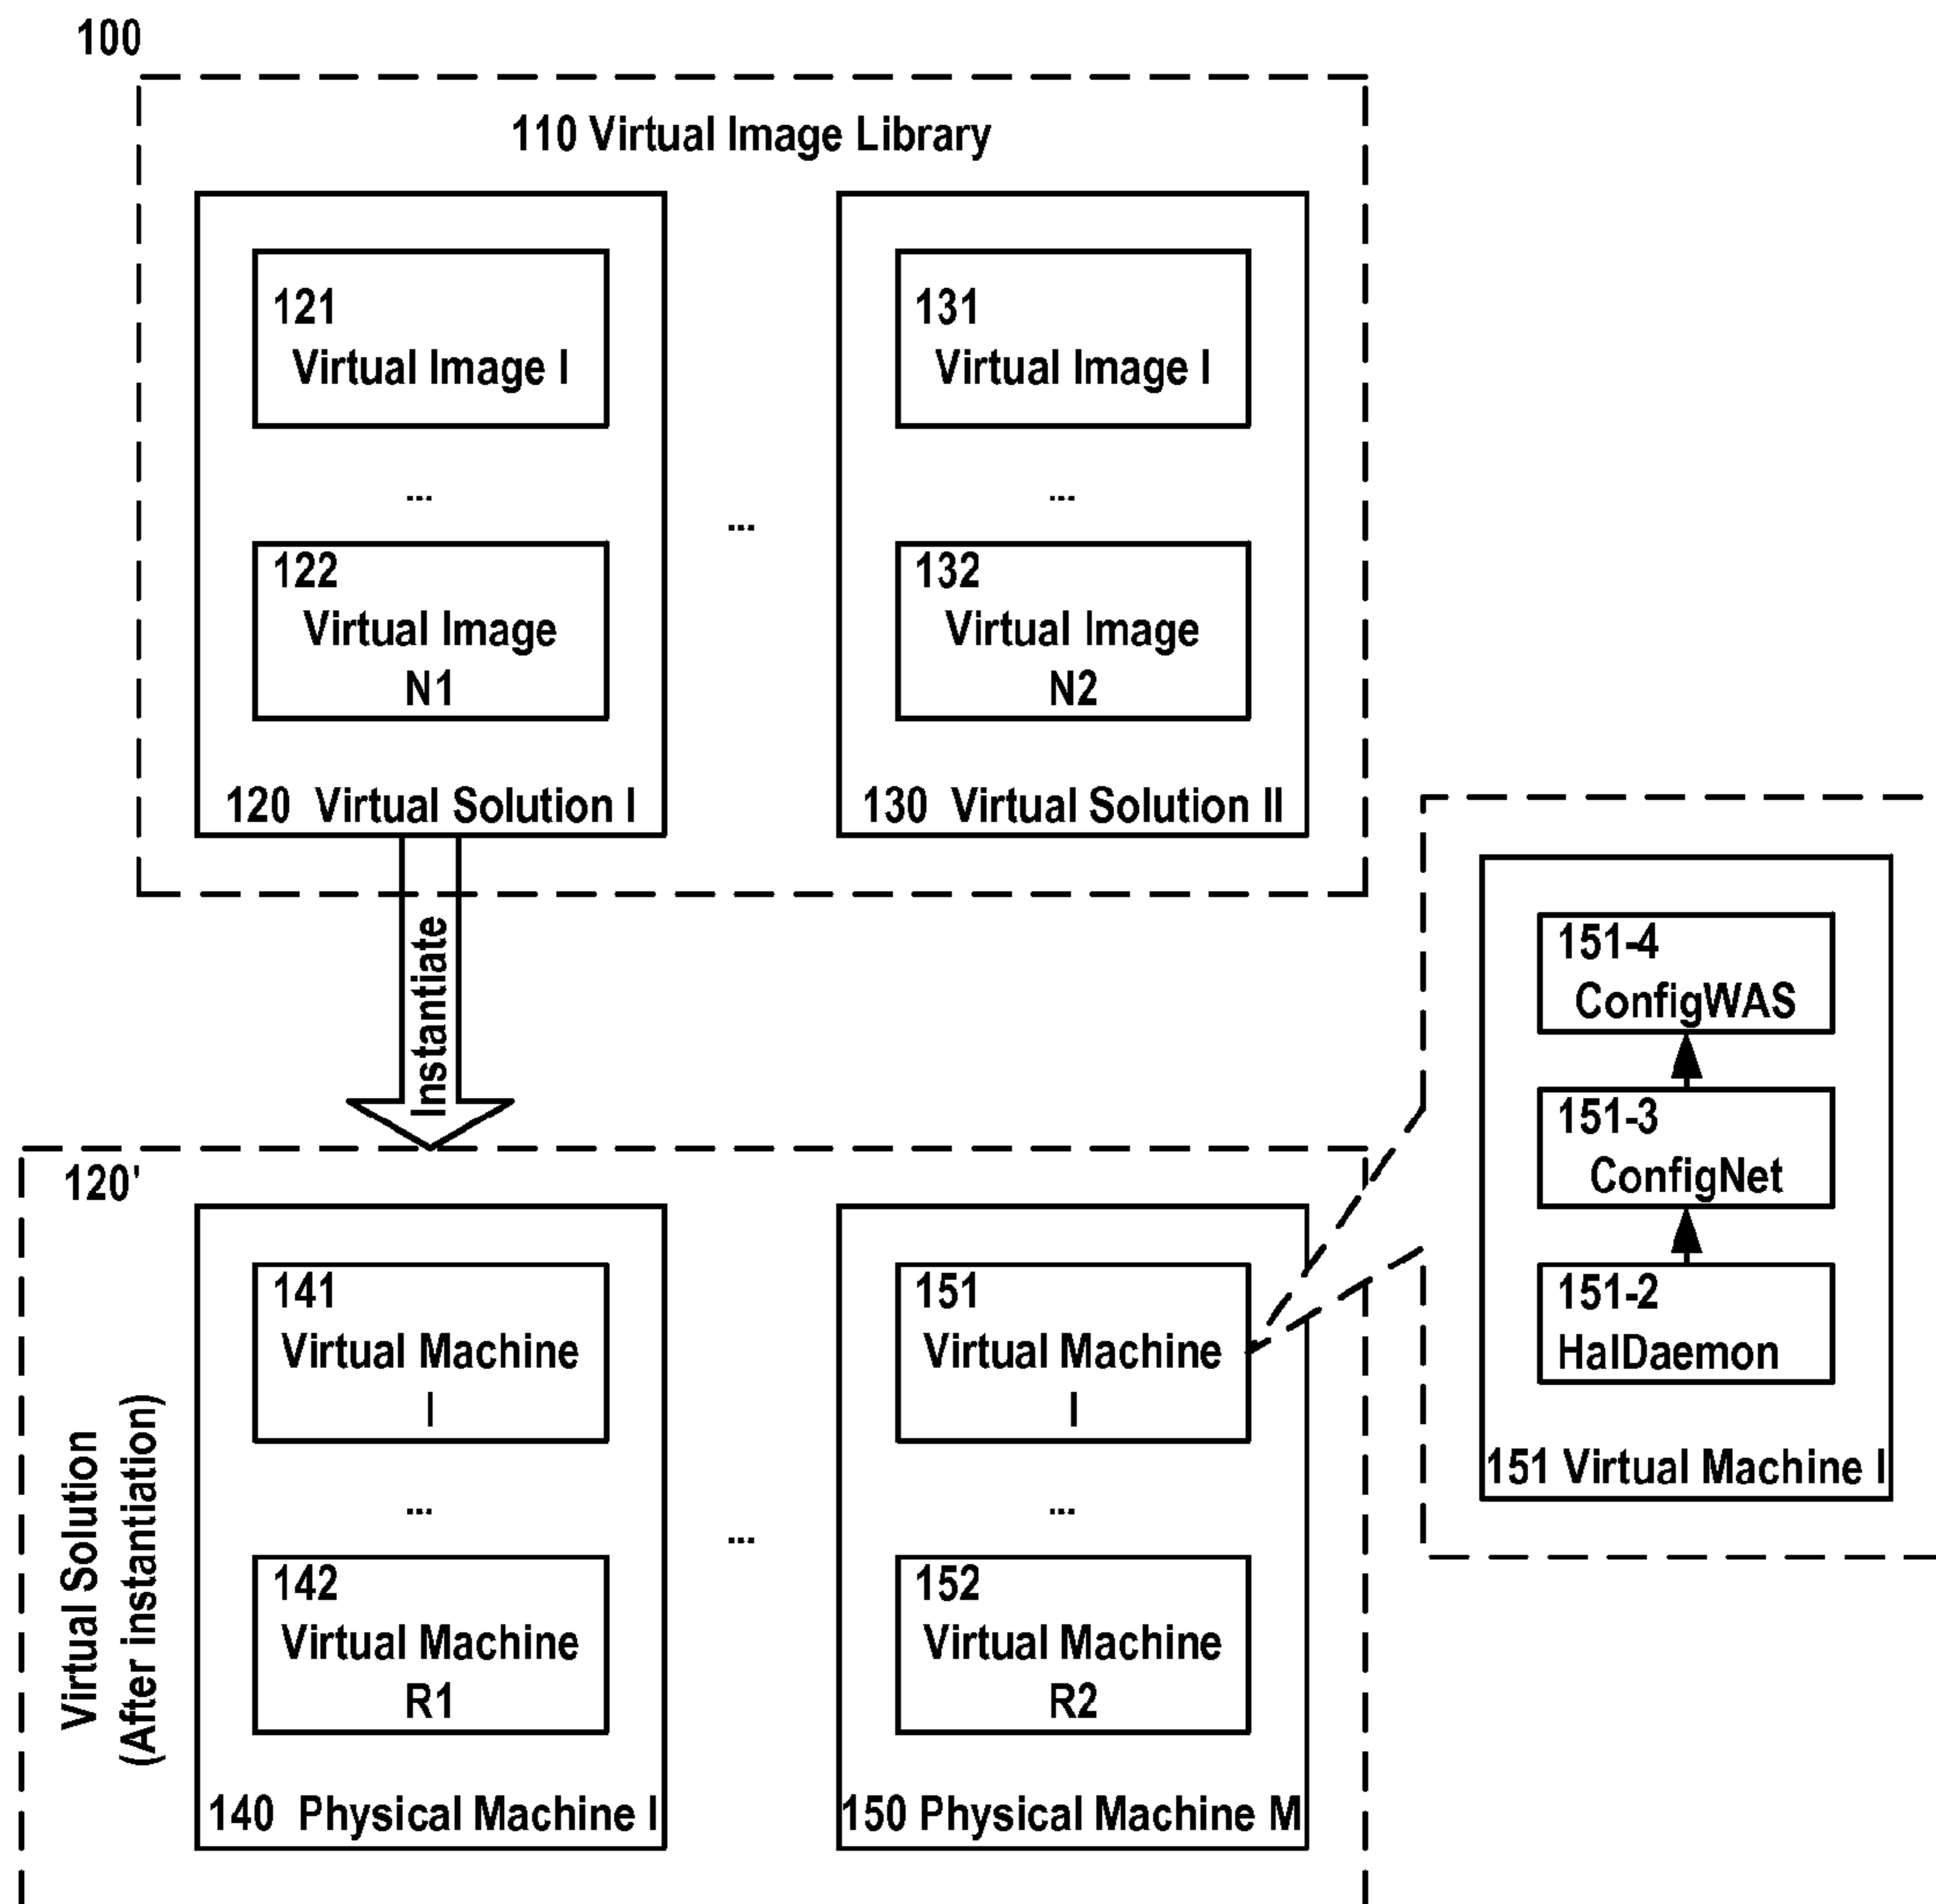 100
110 Virtual Image Library
121
Virtual Image I
...
122
Virtual Image
N1
120 Virtual Solution I
...
131
Virtual Image I
...
132
Virtual Image
N2
130 Virtual Solution II
Instantiate
120'
Virtual Solution
(After instantiation)
141
Virtual Machine
I
...
142
Virtual Machine
R1
140 Physical Machine I
...
151
Virtual Machine
I
...
152
Virtual Machine
R2
150 Physical Machine M
151-4
ConfigWAS
151-3
ConfigNet
151-2
HalDaemon
151 Virtual Machine I